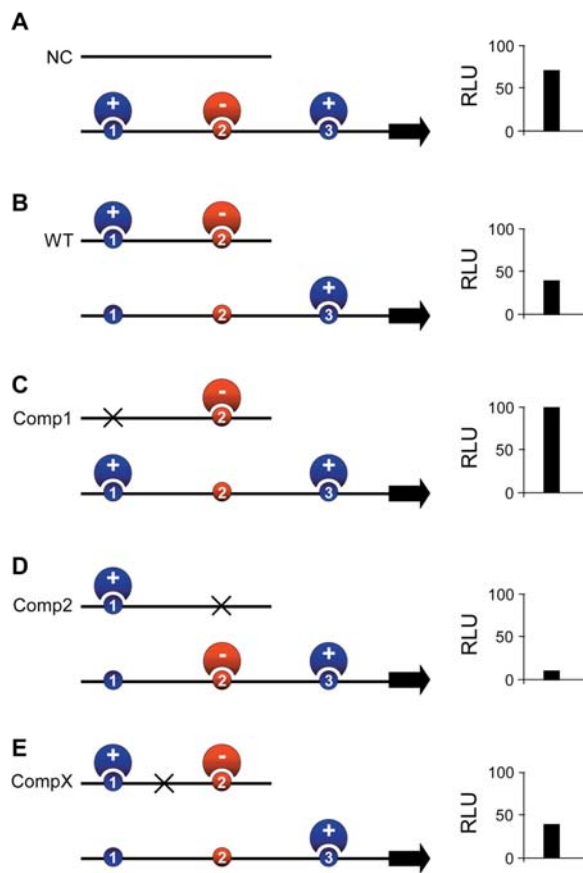 A
NC
+ - +
1 2 3
RLU
100
50
0
B
WT
+ -
1 2
+
1 2 3
RLU
100
50
0
C
Comp1
-
2
+ +
1 2 3
RLU
100
50
0
D
Comp2
+
1
- +
1 2 3
RLU
100
50
0
E
CompX
+ -
1 2
+
1 2 3
RLU
100
50
0